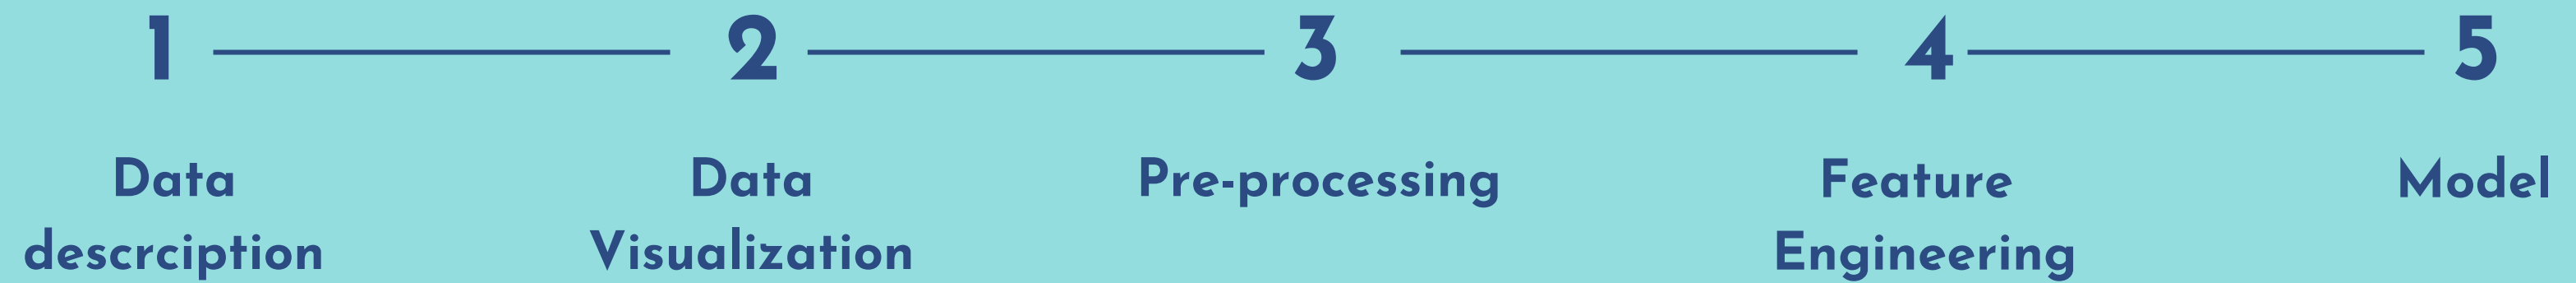 1 2 3 4 5
Data
descrciption
Data
Visualization
Pre-processing
Feature
Engineering
Model